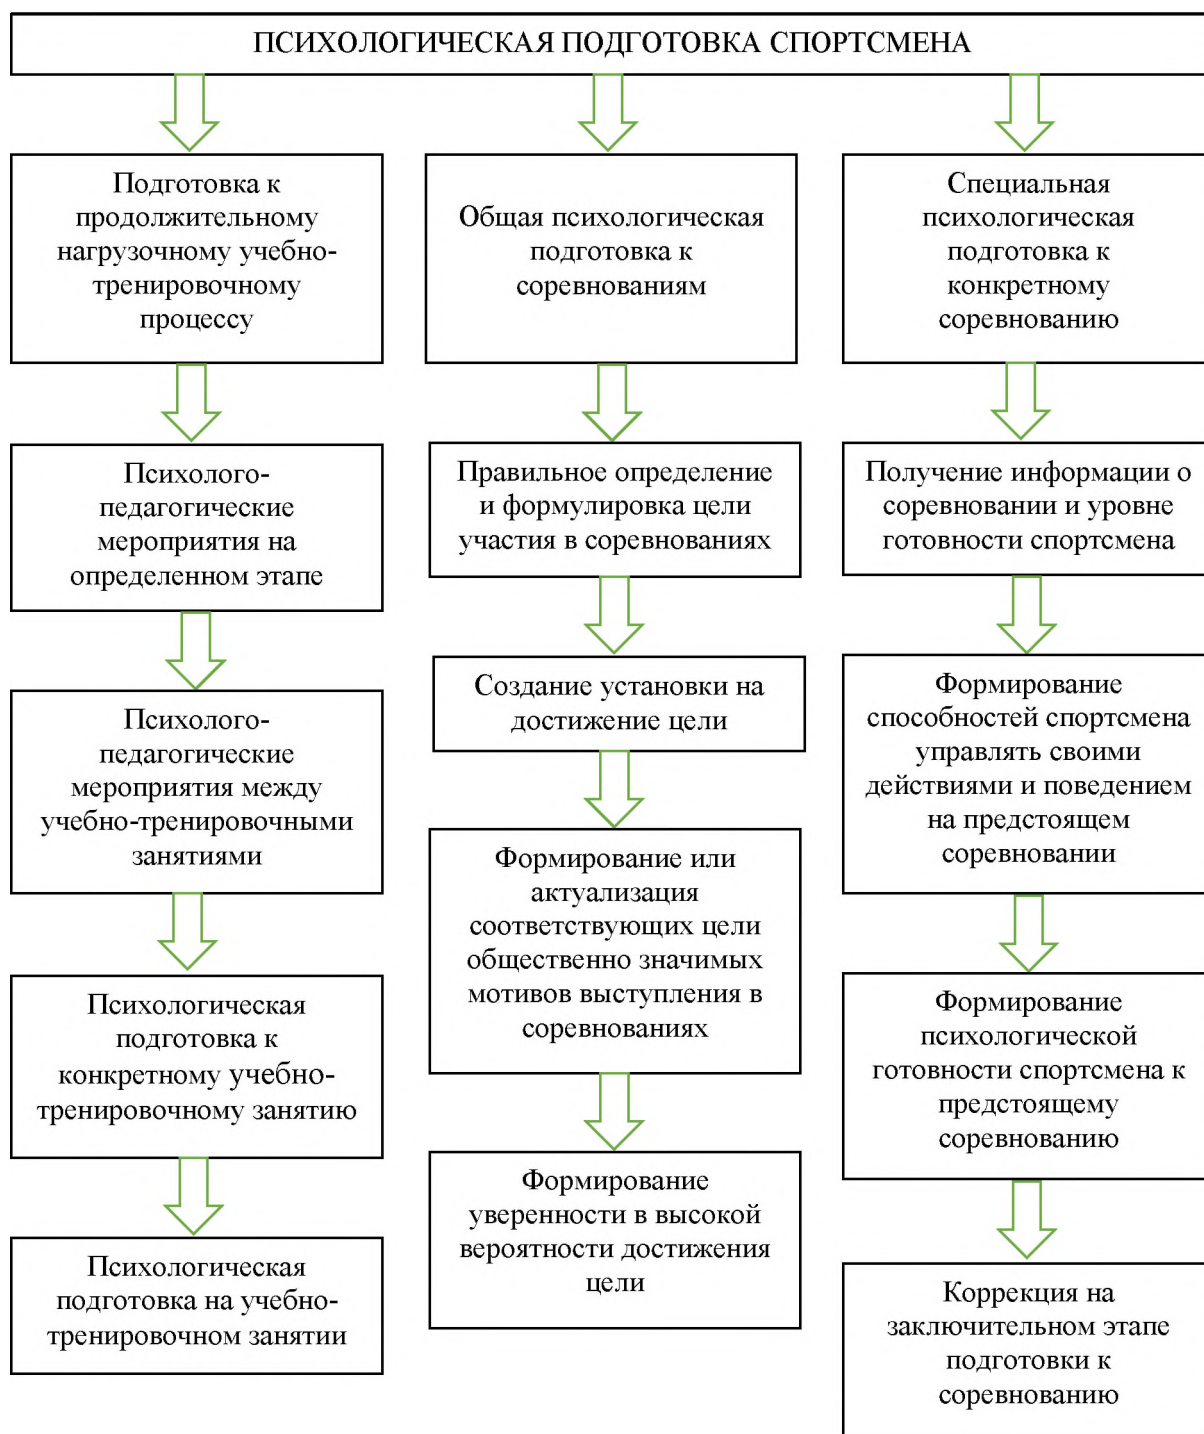 ПСИХОЛОГИЧЕСКАЯ ПОДГОТОВКА СПОРТСМЕНА
Подготовка к
продолжительному
нагрузочному учебно-
тренировочному
процессу
Психолого-
педагогические
мероприятия на
определенном этапе
Психолого-
педагогические
мероприятия между
учебно-тренировочными
занятиями
Психологическая
подготовка к
конкретному учебно-
тренировочному занятию
Психологическая
подготовка на учебно-
тренировочном занятии
Общая психологическая
подготовка к
соревнованиям
Правильное определение
и формулировка цели
участия в соревнованиях
Создание установки на
достижение цели
Формирование или
актуализация
соответствующих цели
общественно значимых
мотивов выступления в
соревнованиях
Формирование
уверенности в высокой
вероятности достижения
цели
Специальная
психологическая
подготовка к
конкретному
соревнованию
Получение информации о
соревновании и уровне
готовности спортсмена
Формирование
способностей спортсмена
управлять своими
действиями и поведением
на предстоящем
соревновании
Формирование
психологической
готовности спортсмена к
предстоящему
соревнованию
Коррекция на
заключительном этапе
подготовки к
соревнованию